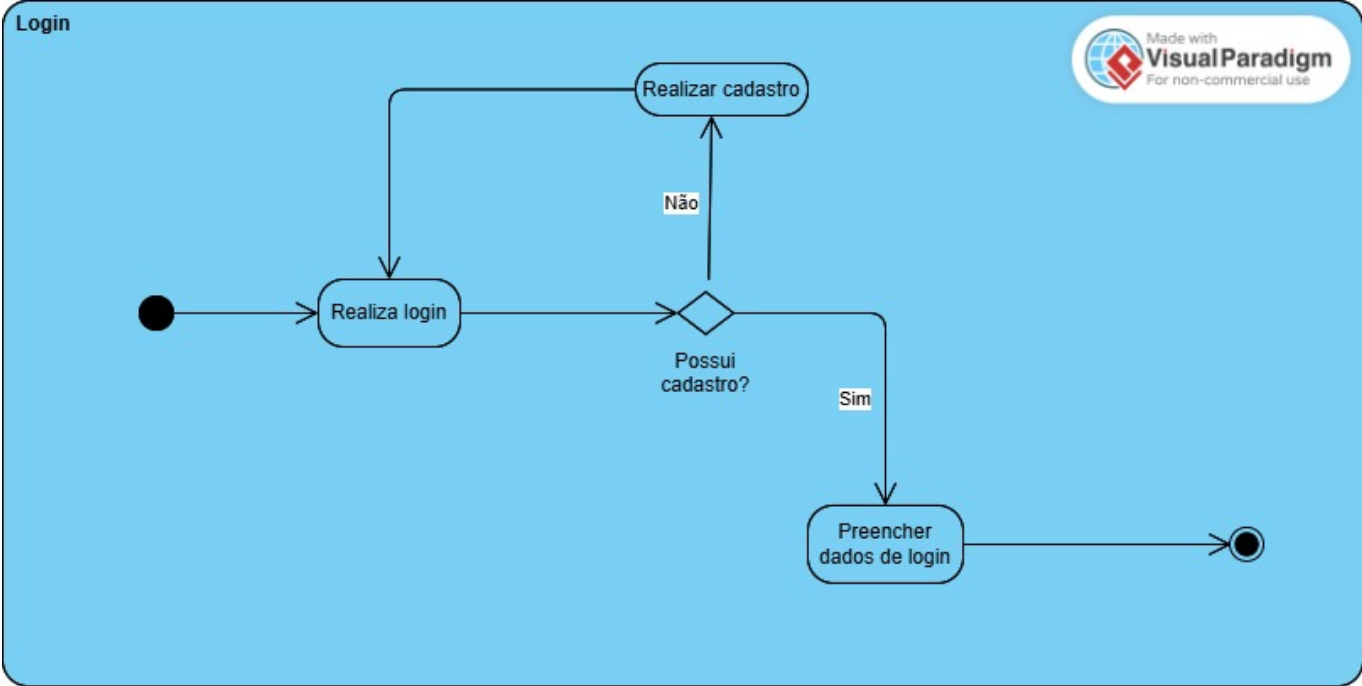 Login
Made with
Visual Paradigm
For non-commercial use
Realizar cadastro
Não
Realiza login
Possui
cadastro?
Sim
Preencher
dados de login